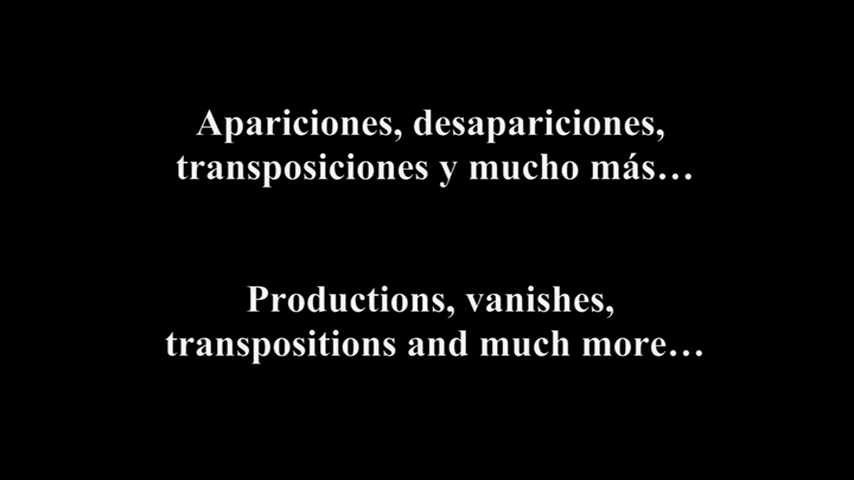 Apariciones, desapariciones,
transposiciones y mucho más…
Productions, vanishes,
transpositions and much more…